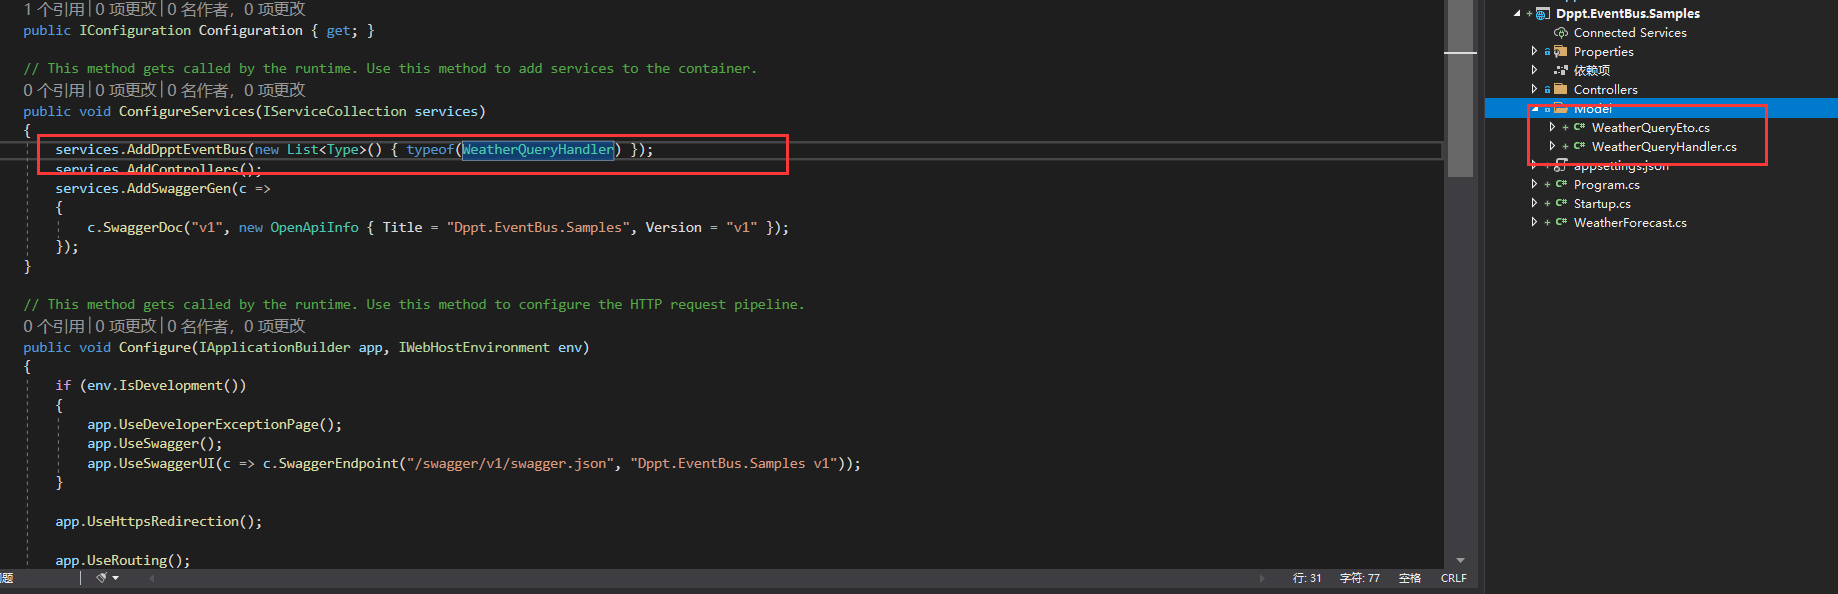 1 个引用|0 项更改|0 名作者, 0 项更改
public IConfiguration Configuration { get; }
// This method gets called by the runtime. Use this method to add services to the container.
0 个引用|0 项更改|0 名作者, 0 项更改
public void ConfigureServices(IServiceCollection services)
{
services.AddDpptEventBus(new List<Type>() { typeof(WeatherQueryHandler) });
services.AddControllers();
services.AddSwaggerGen(c =>
{
c.SwaggerDoc("v1", new OpenApiInfo { Title = "Dppt.EventBus.Samples", Version = "v1" });
});
}
// This method gets called by the runtime. Use this method to configure the HTTP request pipeline.
0 个引用|0 项更改|0 名作者, 0 项更改
public void Configure(IApplicationBuilder app, IWebHostEnvironment env)
{
if (env.IsDevelopment())
{
app.UseDeveloperExceptionPage();
app.UseSwagger();
app.UseSwaggerUI(c => c.SwaggerEndpoint("/swagger/v1/swagger.json", "Dppt.EventBus.Samples v1"));
}
app.UseHttpsRedirection();
app.UseRouting();
题
行: 31 字符: 77 空格 CRLF
Dppt.EventBus.Samples
Connected Services
Properties
依赖项
Controllers
Model
C# WeatherQueryEto.cs
C# WeatherQueryHandler.cs
appsettings.json
C# Program.cs
C# Startup.cs
C# WeatherForecast.cs